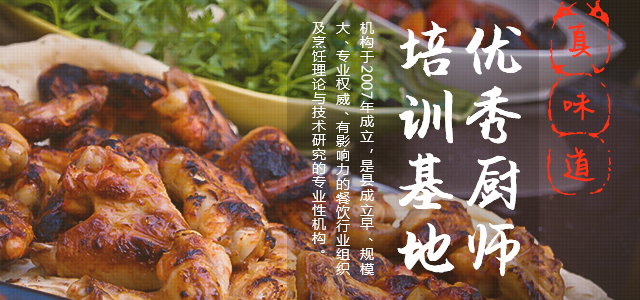 真味道
优秀厨师
培训基地
机构于2007年成立，是县成立早、规模
大、专业权威、有影响力的餐饮行业组织
及烹饪理论与技术研究的专业性机构。